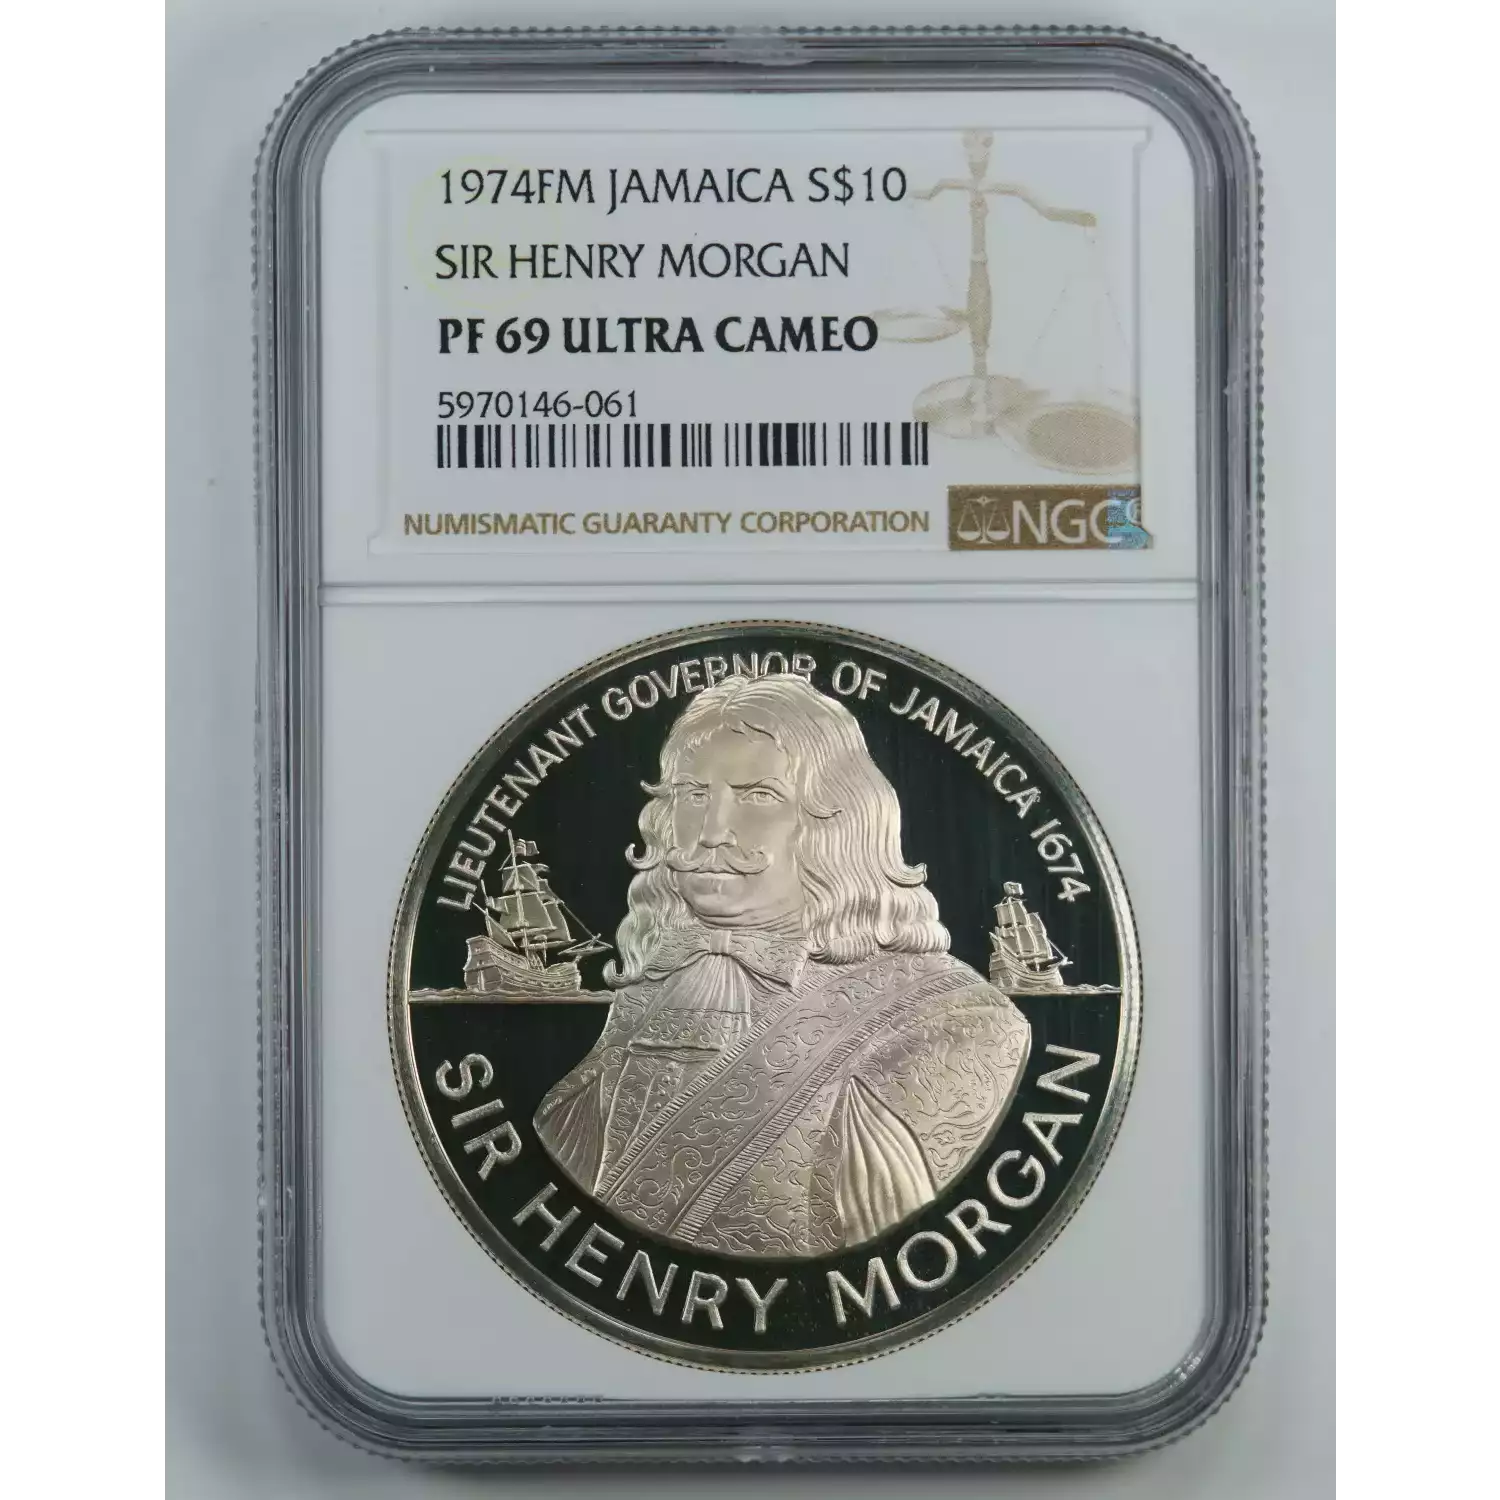 1974FM JAMAICA S$10
SIR HENRY MORGAN
PF 69 ULTRA CAMEO
5970146-061
NUMISMATIC GUARANTY CORPORATION
NGC
LIEUTENANT GOVERNOR OF JAMAICA 1674
SIR HENRY MORGAN